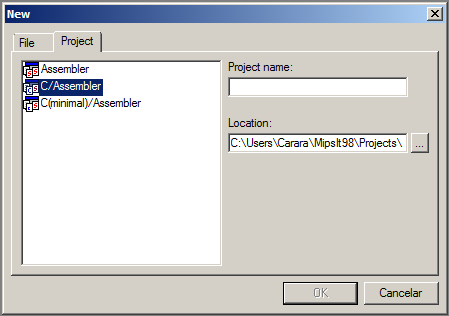 New
File
Project
Assembler
C/Assembler
C(minimal)/Assembler
Project name:
Location:
C:\Users\Carara\MipsIt98\Projects\
...
OK
Cancelar